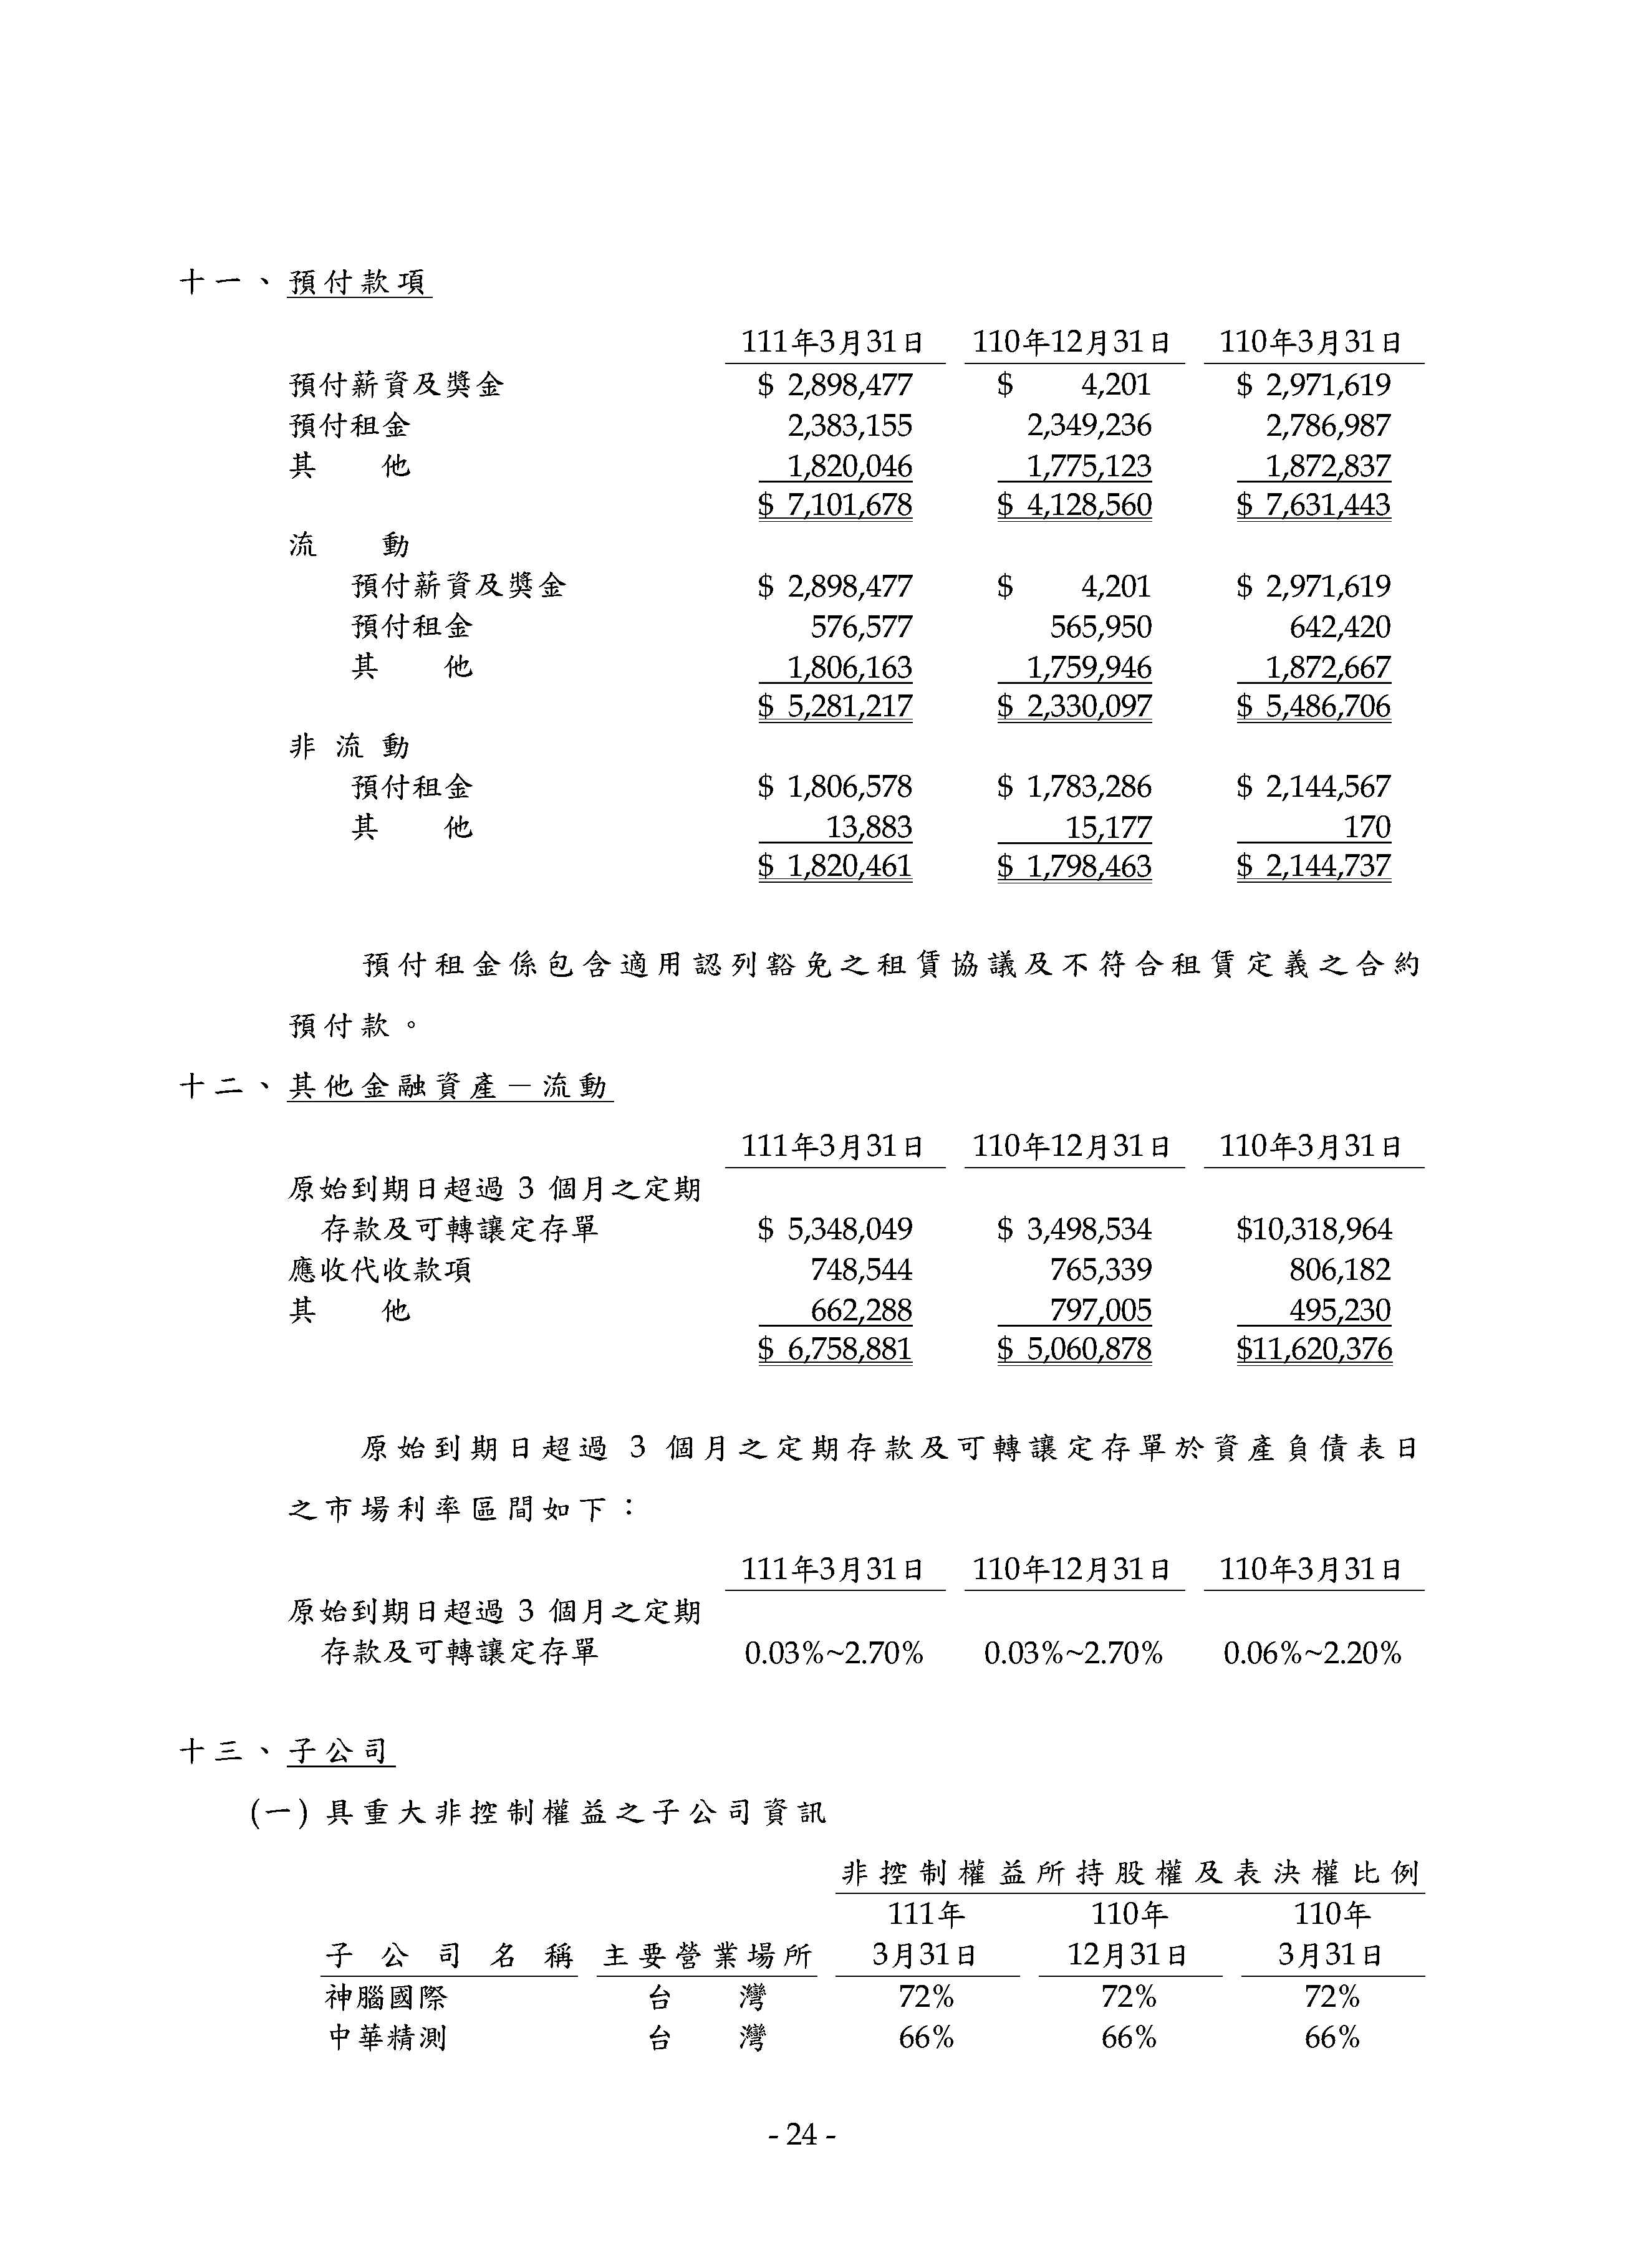 十一、預付款項
111年3月31日 110年12月31日 110年3月31日
預付薪資及獎金 $ 2,898,477 $ 4,201 $ 2,971,619
預付租金 2,383,155 2,349,236 2,786,987
其他 1,820,046 1,775,123 1,872,837
$ 7,101,678 $ 4,128,560 $ 7,631,443
流動
預付薪資及獎金 $ 2,898,477 $ 4,201 $ 2,971,619
預付租金 576,577 565,950 642,420
其他 1,806,163 1,759,946 1,872,667
$ 5,281,217 $ 2,330,097 $ 5,486,706
非流動
預付租金 $ 1,806,578 $ 1,783,286 $ 2,144,567
其他 13,883 15,177 170
$ 1,820,461 $ 1,798,463 $ 2,144,737
預付租金係包含適用認列豁免之租賃協議及不符合租賃定義之合約
預付款。
十二、其他金融資產－流動
111年3月31日 110年12月31日 110年3月31日
原始到期日超過 3 個月之定期
存款及可轉讓定存單 $ 5,348,049 $ 3,498,534 $10,318,964
應收代收款項 748,544 765,339 806,182
其他 662,288 797,005 495,230
$ 6,758,881 $ 5,060,878 $11,620,376
原始到期日超過 3 個月之定期存款及可轉讓定存單於資產負債表日
之市場利率區間如下：
111年3月31日 110年12月31日 110年3月31日
原始到期日超過 3 個月之定期
存款及可轉讓定存單 0.03%~2.70% 0.03%~2.70% 0.06%~2.20%
十三、子公司
(一) 具重大非控制權益之子公司資訊
非控制權益所持股權及表決權比例
111年 110年 110年
子公司名稱 主要營業場所 3月31日 12月31日 3月31日
神腦國際 台灣 72% 72% 72%
中華精測 台灣 66% 66% 66%
- 24 -